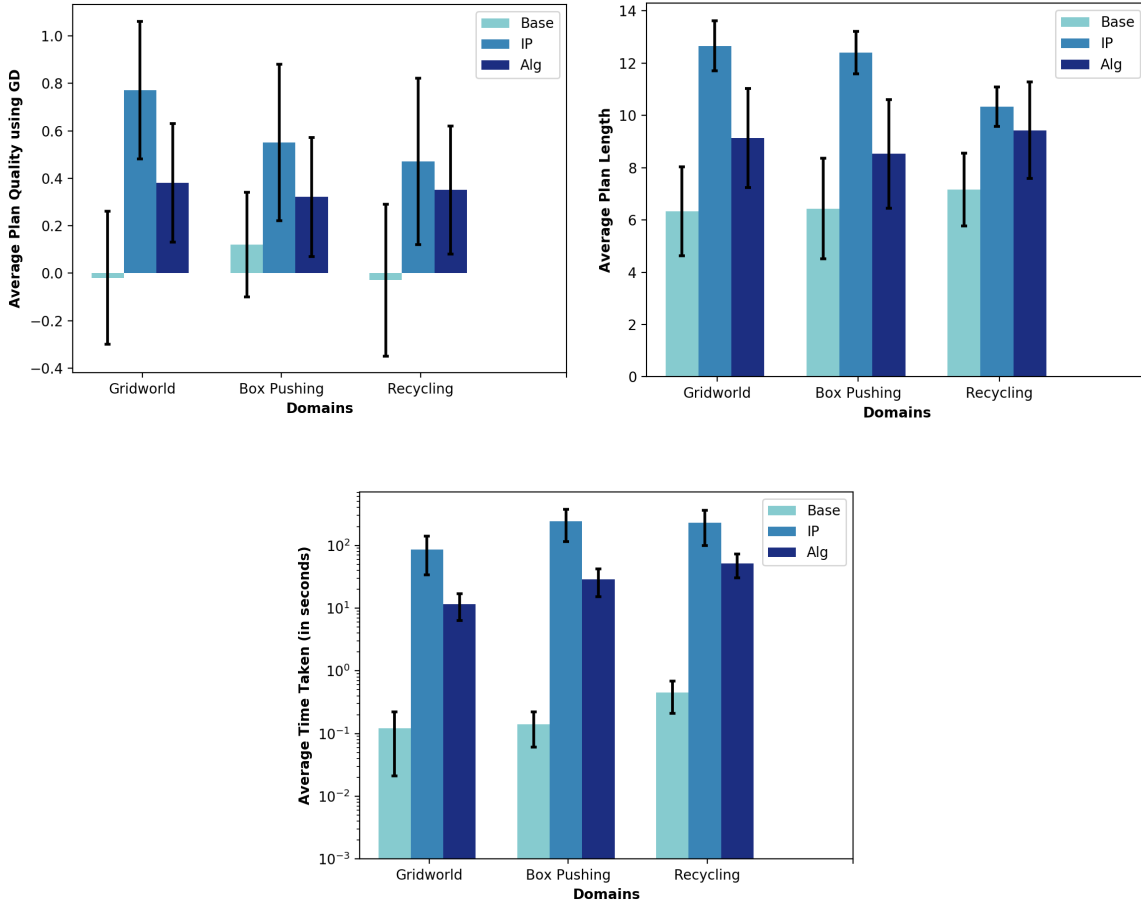 Average Plan Quality using GD
1.0
0.8
0.6
0.4
0.2
0.0
−0.2
−0.4
Base
IP
Alg
Gridworld Box Pushing Recycling
Domains
Average Plan Length
14
12
10
8
6
4
2
0
Base
IP
Alg
Gridworld Box Pushing Recycling
Domains
Average Time Taken (in seconds)
10²
10¹
10⁰
10⁻¹
10⁻²
10⁻³
Base
IP
Alg
Gridworld Box Pushing Recycling
Domains